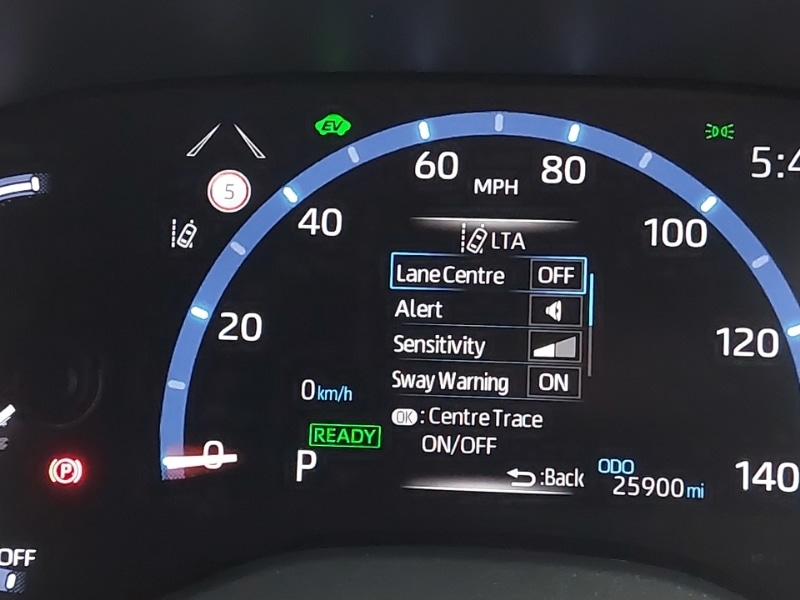 EV
5:4
5
60
MPH
80
40
100
LTA
Lane Centre OFF
Alert
20
120
Sensitivity
Sway Warning ON
0 km/h
OK : Centre Trace
ON/OFF
READY
0
P
P
:Back
ODO
25900 mi
140
OFF